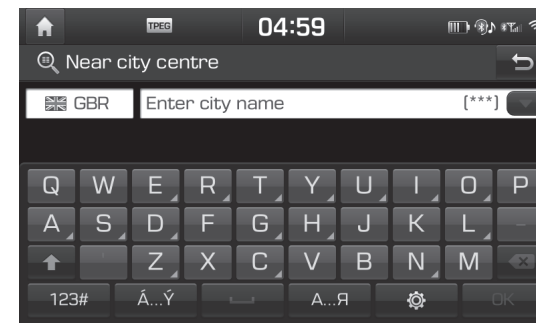 TPEG 04:59
Near city centre
GBR Enter city name [***]
Q W E R T Y U I O P
A S D F G H J K L -
' Z X C V B N M
123# Á...Ý A...Я OK